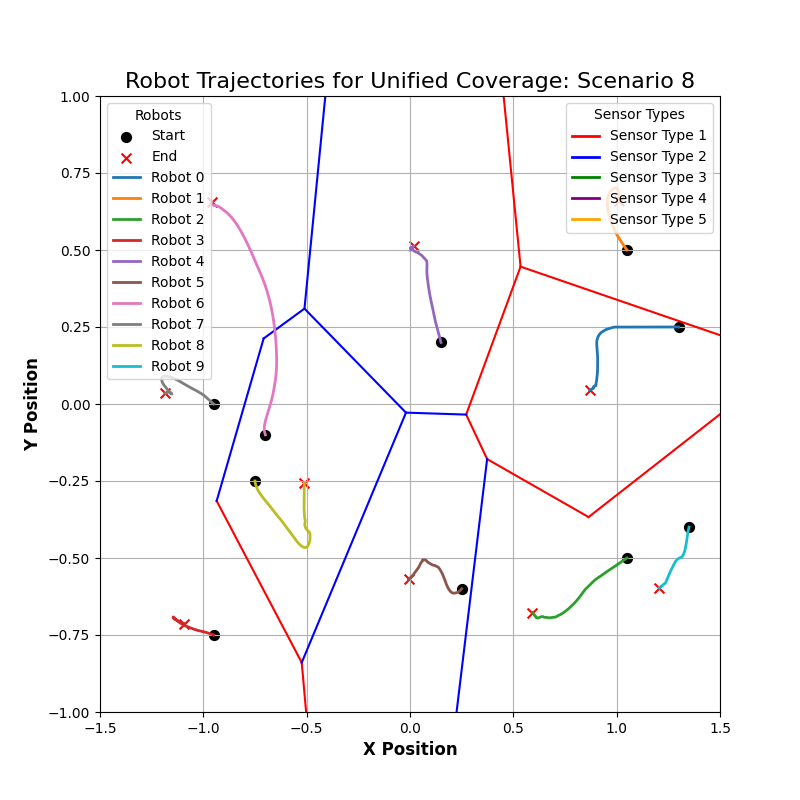 Robot Trajectories for Unified Coverage: Scenario 8
Robots
Start
End
Robot 0
Robot 1
Robot 2
Robot 3
Robot 4
Robot 5
Robot 6
Robot 7
Robot 8
Robot 9
Sensor Types
Sensor Type 1
Sensor Type 2
Sensor Type 3
Sensor Type 4
Sensor Type 5
Y Position
1.00
0.75
0.50
0.25
0.00
−0.25
−0.50
−0.75
−1.00
−1.5 −1.0 −0.5 0.0 0.5 1.0 1.5
X Position